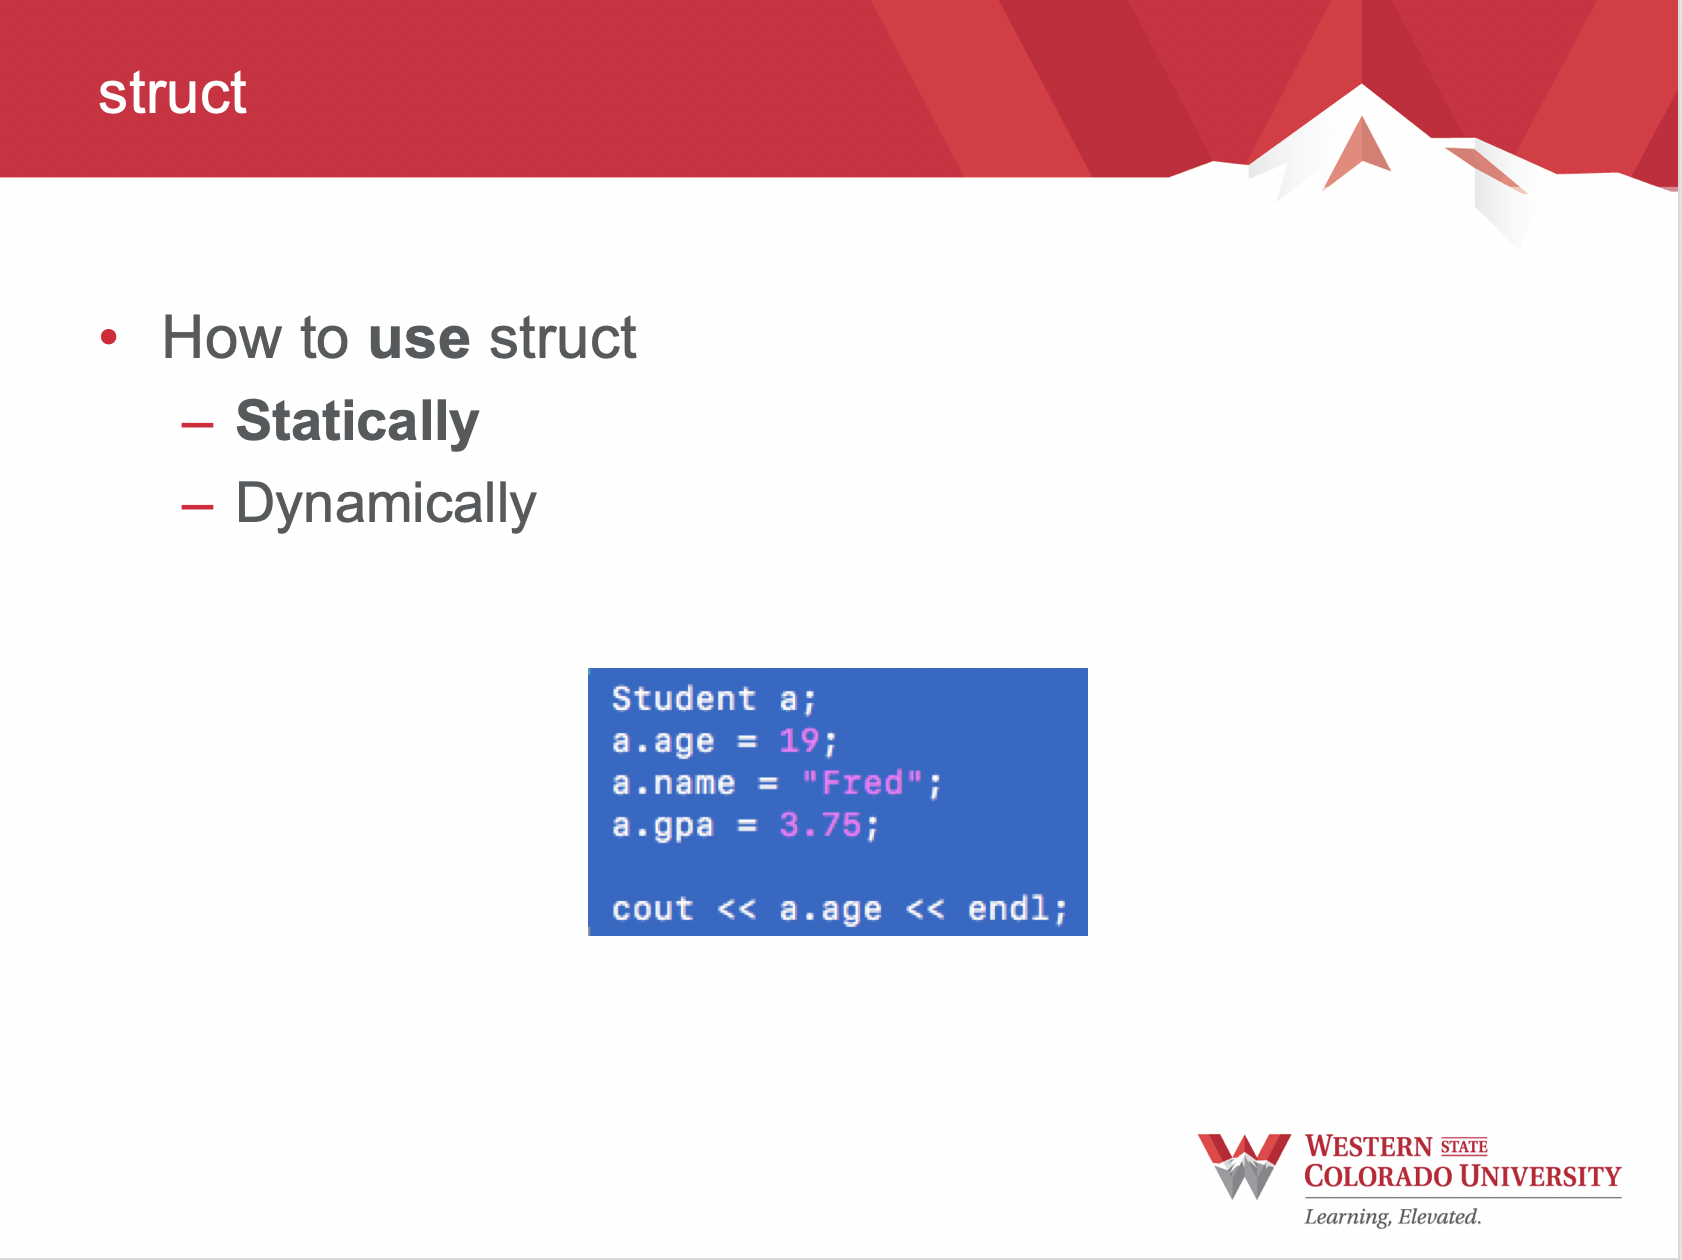 struct
• How to use struct
– Statically
– Dynamically
Student a;
a.age = 19;
a.name = "Fred";
a.gpa = 3.75;
cout << a.age << endl;
WESTERN STATE
COLORADO UNIVERSITY
Learning, Elevated.